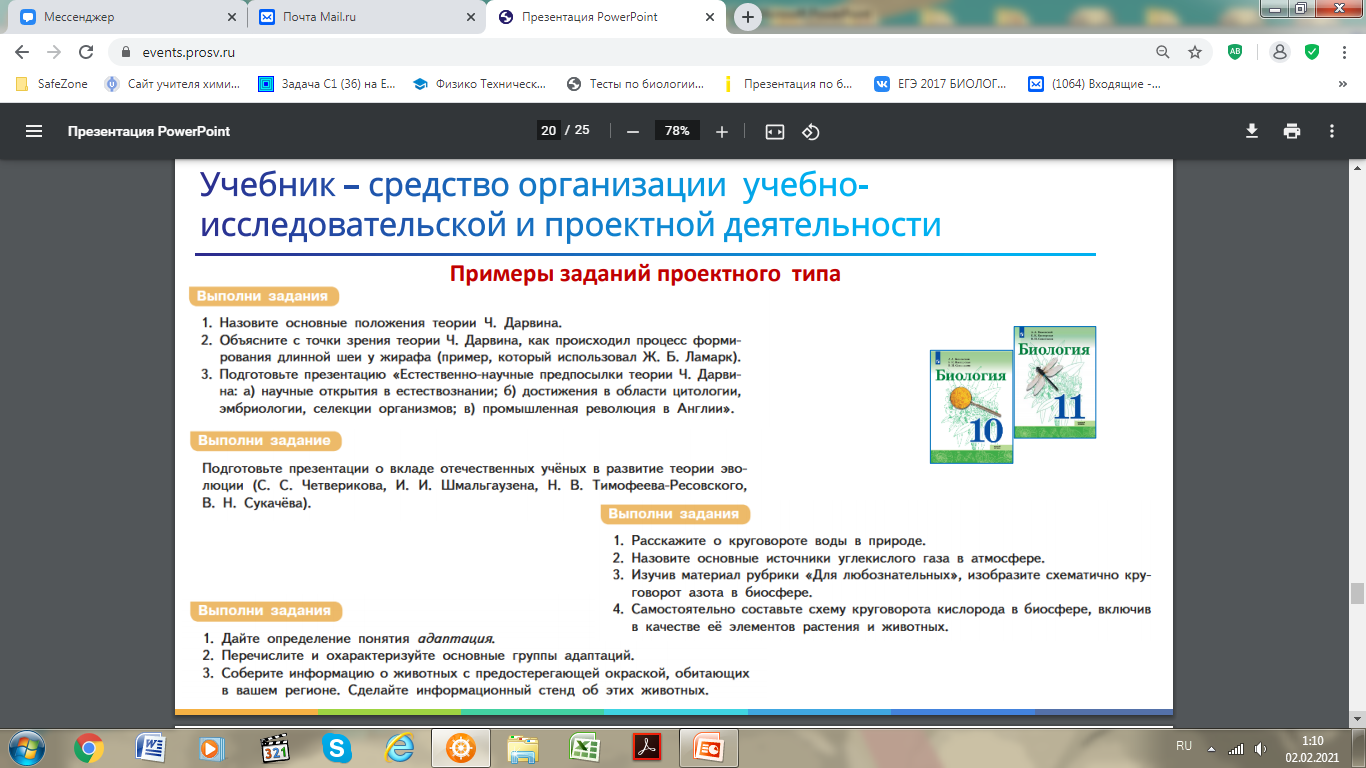 Мессенджер
Почта Mail.ru
Презентация PowerPoint
events.prosv.ru
SafeZone
Сайт учителя хими...
Задача С1 (36) на Е...
Физико Техническ...
Тесты по биологии...
Презентация по б...
ЕГЭ 2017 БИОЛОГ...
(1064) Входящие -...
Презентация PowerPoint
20 / 25
78%
Учебник – средство организации учебно-
исследовательской и проектной деятельности
Примеры заданий проектного типа
Выполни задания
1. Назовите основные положения теории Ч. Дарвина.
2. Объясните с точки зрения теории Ч. Дарвина, как происходил процесс форми-
рования длинной шеи у жирафа (пример, который использовал Ж. Б. Ламарк).
3. Подготовьте презентацию «Естественно-научные предпосылки теории Ч. Дарви-
на: а) научные открытия в естествознании; б) достижения в области цитологии,
эмбриологии, селекции организмов; в) промышленная революция в Англии».
Биология
10
Биология
11
Выполни задание
Подготовьте презентации о вкладе отечественных учёных в развитие теории эво-
люции (С. С. Четверикова, И. И. Шмальгаузена, Н. В. Тимофеева-Ресовского,
В. Н. Сукачёва).
Выполни задания
1. Расскажите о круговороте воды в природе.
2. Назовите основные источники углекислого газа в атмосфере.
3. Изучив материал рубрики «Для любознательных», изобразите схематично кру-
говорот азота в биосфере.
4. Самостоятельно составьте схему круговорота кислорода в биосфере, включив
в качестве её элементов растения и животных.
Выполни задания
1. Дайте определение понятия адаптация.
2. Перечислите и охарактеризуйте основные группы адаптаций.
3. Соберите информацию о животных с предостерегающей окраской, обитающих
в вашем регионе. Сделайте информационный стенд об этих животных.
RU
1:10
02.02.2021